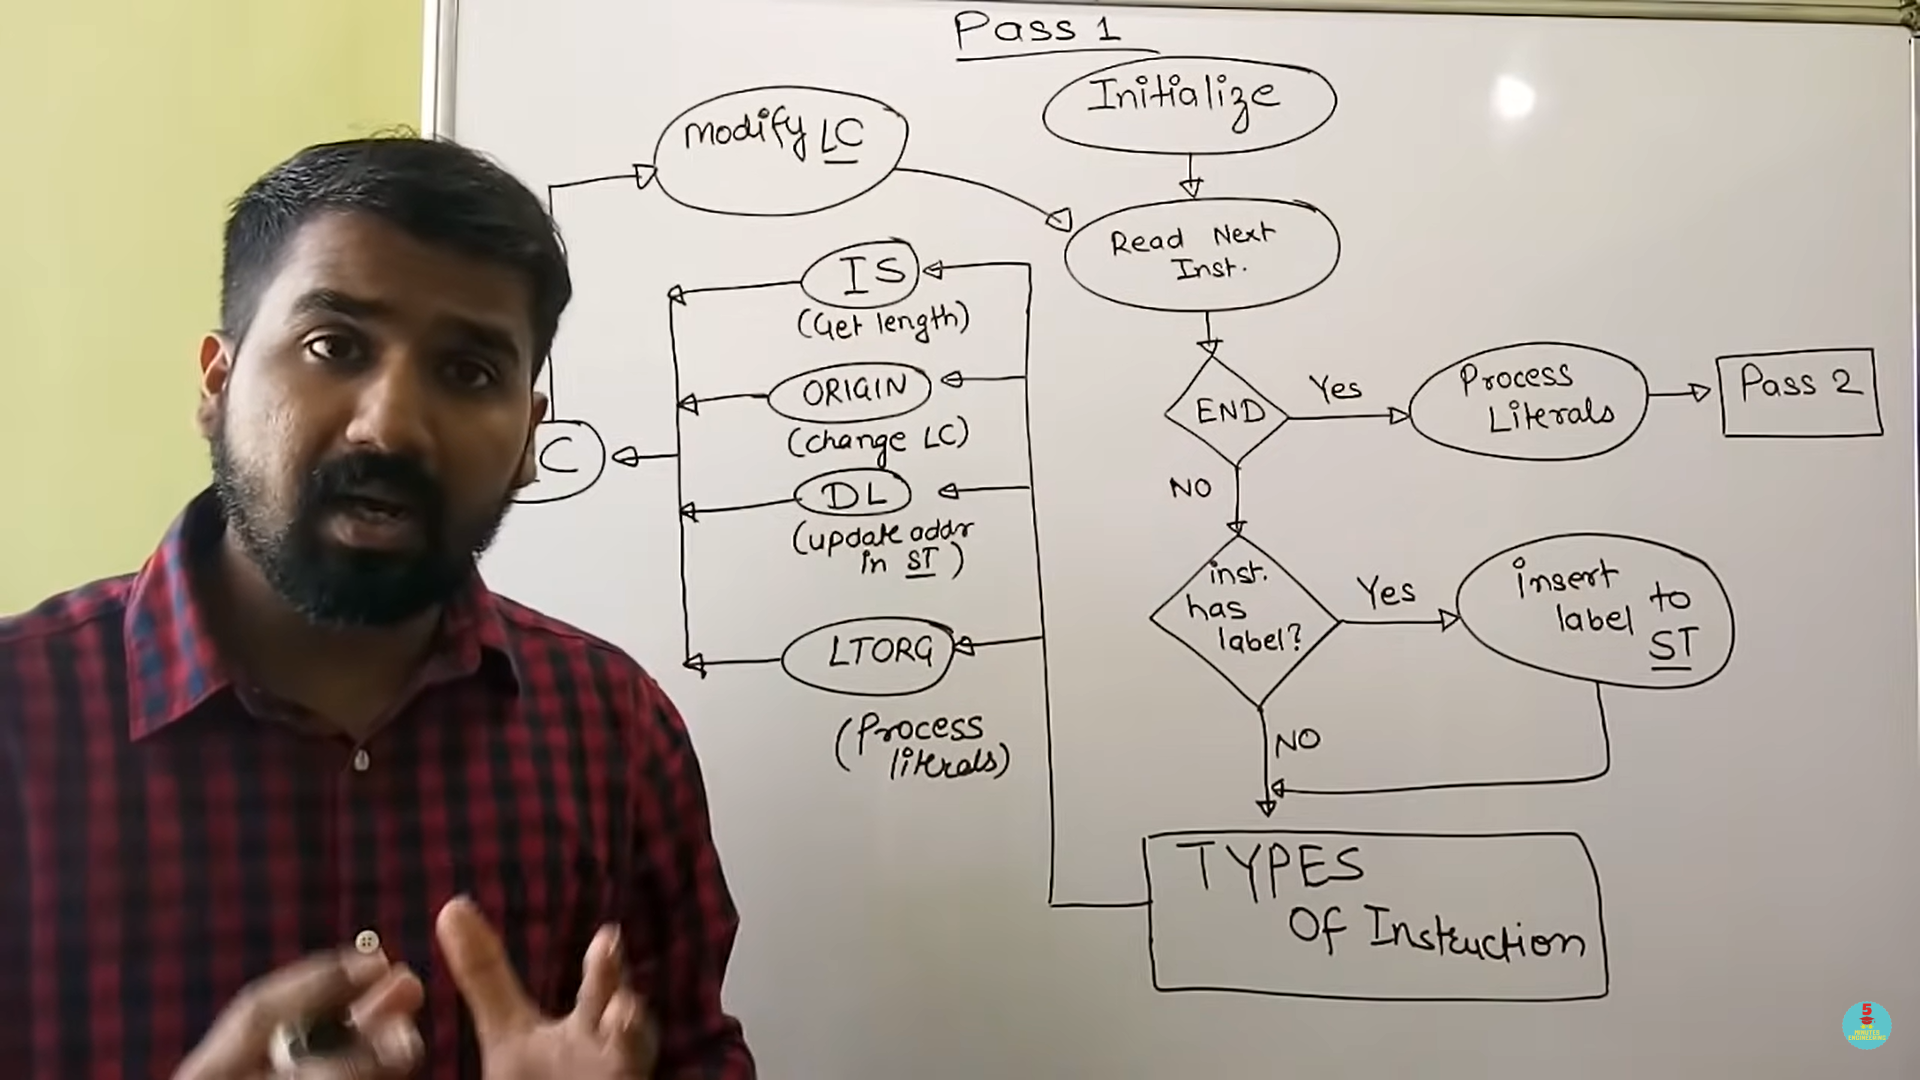 Pass 1
Initialize
modify LC
Read Next
Inst.
IS
(Get length)
ORIGIN
(change LC)
DL
(update addr
in ST)
LTORG
(Process
literals)
C
END
Yes
Process
Literals
Pass 2
NO
inst.
has
label?
Yes
insert
label to
ST
NO
TYPES
Of Instruction
5
MINUTES
ENGINEERING